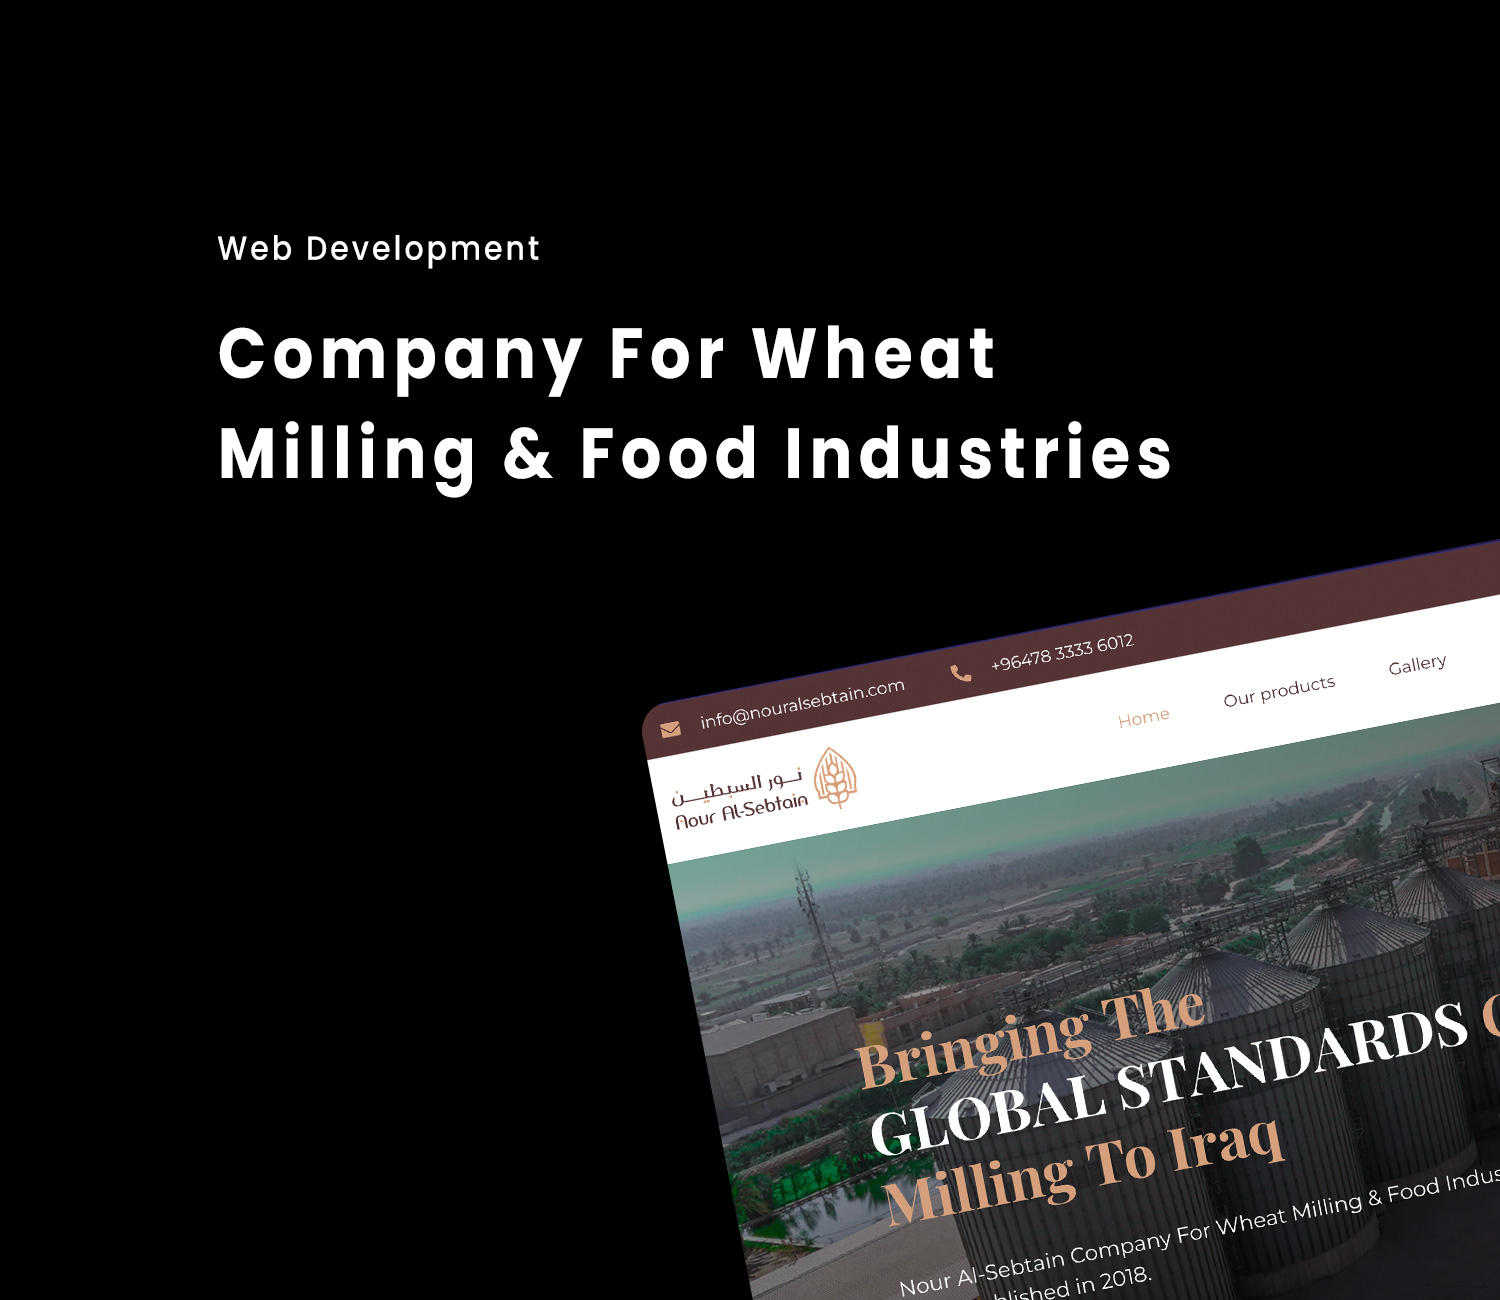 Web Development
Company For Wheat
Milling & Food Industries
info@nouralsebtain.com
+96478 3333 6012
نور السبطين
Nour Al-Sebtain
Home
Our products
Gallery
Bringing The
GLOBAL STANDARDS
Milling To Iraq
Nour Al-Sebtain Company For Wheat Milling & Food
in 2018.